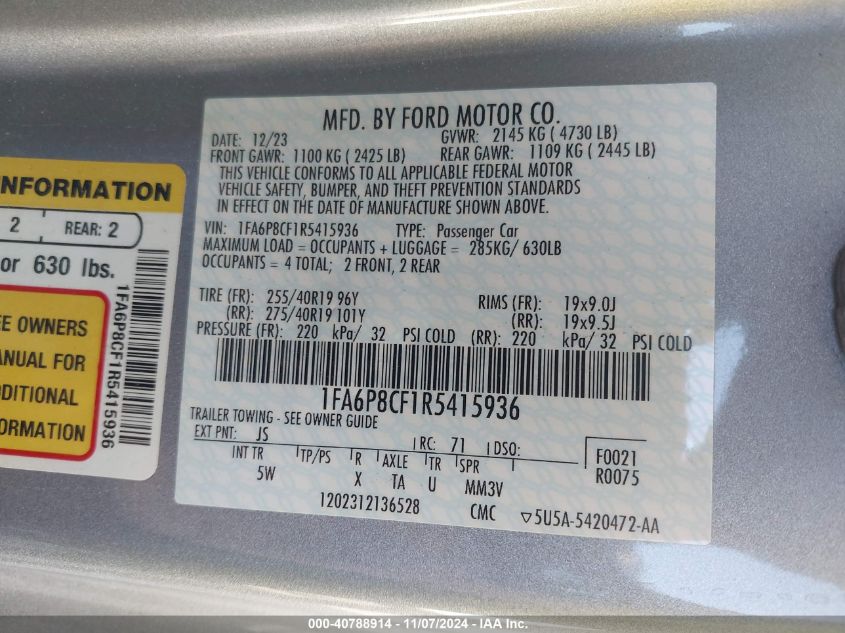 INFORMATION
2 REAR: 2
or 630 lbs.
EE OWNERS
ANUAL FOR
DDITIONAL
FORMATION
1FA6P8CF1R5415936
MFD. BY FORD MOTOR CO.
DATE: 12/23 GVWR: 2145 KG ( 4730 LB)
FRONT GAWR: 1100 KG ( 2425 LB) REAR GAWR: 1109 KG ( 2445 LB)
THIS VEHICLE CONFORMS TO ALL APPLICABLE FEDERAL MOTOR
VEHICLE SAFETY, BUMPER, AND THEFT PREVENTION STANDARDS
IN EFFECT ON THE DATE OF MANUFACTURE SHOWN ABOVE.
VIN: 1FA6P8CF1R5415936 TYPE: Passenger Car
MAXIMUM LOAD = OCCUPANTS + LUGGAGE = 285KG/ 630LB
OCCUPANTS = 4 TOTAL; 2 FRONT, 2 REAR
TIRE (FR): 255/40R19 96Y RIMS (FR): 19x9.0J
(RR): 275/40R19 101Y (RR): 19x9.5J
PRESSURE (FR): 220 kPa/ 32 PSI COLD (RR): 220 kPa/ 32 PSI COLD
1FA6P8CF1R5415936
TRAILER TOWING - SEE OWNER GUIDE
EXT PNT: JS RC: 71 DSO: F0021
INT TR TP/PS R AXLE TR SPR R0075
5W X TA U MM3V
1202312136528 CMC ▽5U5A-5420472-AA
000-40788914 - 11/07/2024 - IAA Inc.